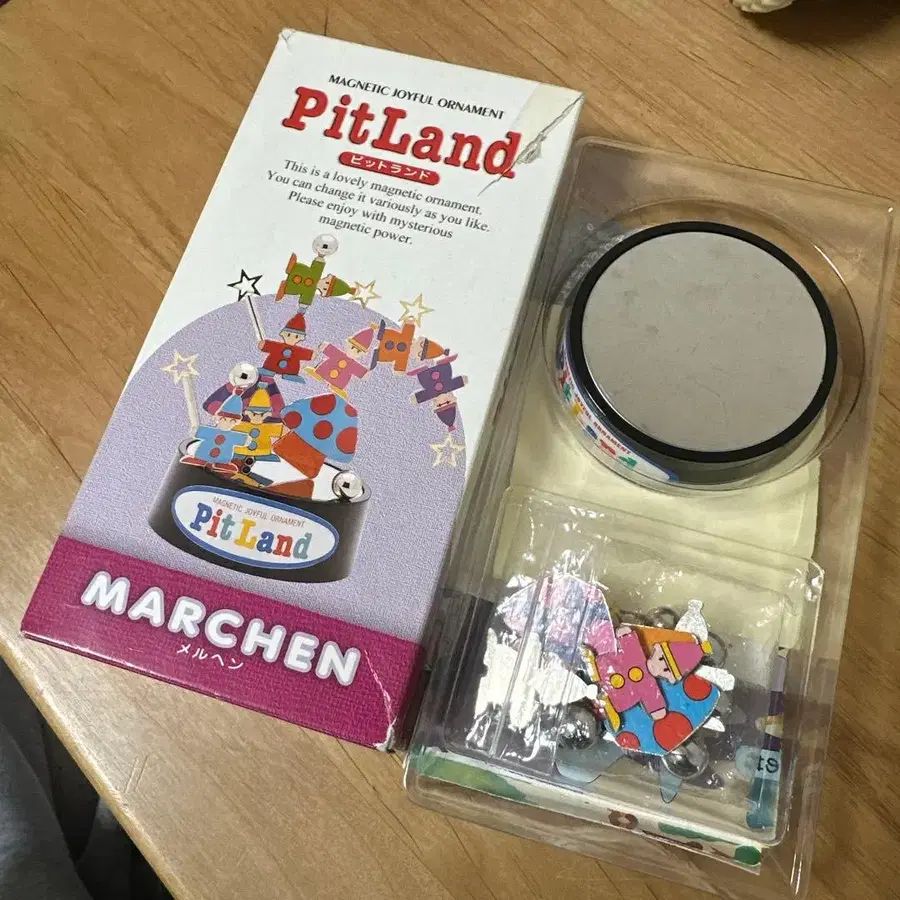 MAGNETIC JOYFUL ORNAMENT
PitLand
ピットランド
This is a lovely magnetic ornament.
You can change it variously as you like.
Please enjoy with mysterious
magnetic power.
MAGNETIC JOYFUL ORNAMENT
PitLand
MARCHEN
メルヘン
ORNAMENT